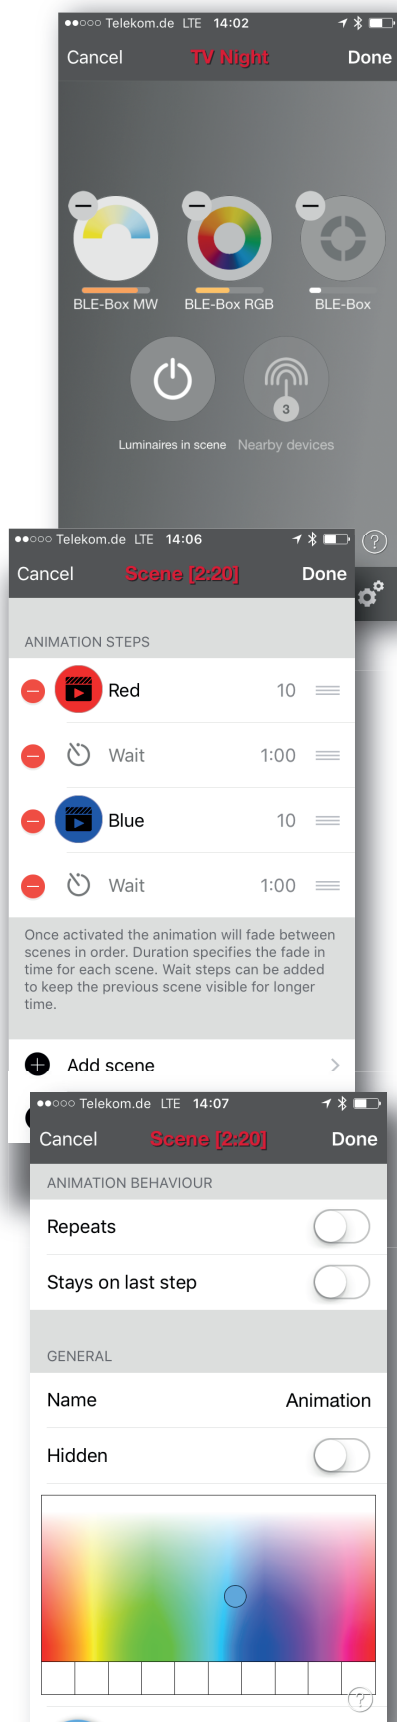 Telekom.de LTE 14:02
Cancel TV Night Done
BLE-Box MW BLE-Box RGB BLE-Box
3
Luminaires in scene Nearby devices
?
Telekom.de LTE 14:06
Cancel Scene [2:20] Done
ANIMATION STEPS
Red 10
Wait 1:00
Blue 10
Wait 1:00
Once activated the animation will fade between
scenes in order. Duration specifies the fade in
time for each scene. Wait steps can be added
to keep the previous scene visible for longer
time.
Add scene
Telekom.de LTE 14:07
Cancel Scene [2:20] Done
ANIMATION BEHAVIOUR
Repeats
Stays on last step
GENERAL
Name Animation
Hidden
?